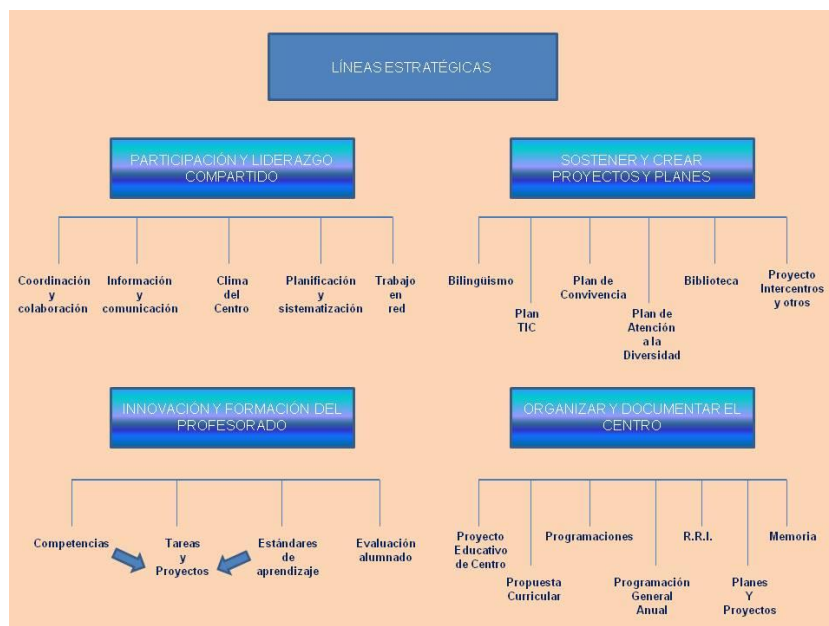 LÍNEAS ESTRATÉGICAS
PARTICIPACIÓN Y LIDERAZGO
COMPARTIDO
Coordinación
y
colaboración
Información
y
comunicación
Clima
del
Centro
Planificación
y
sistematización
Trabajo
en
red
SOSTENER Y CREAR
PROYECTOS Y PLANES
Bilingüismo
Plan
TIC
Plan de
Convivencia
Plan de
Atención
a la
Diversidad
Biblioteca
Proyecto
Intercentros
y otros
INNOVACIÓN Y FORMACIÓN DEL
PROFESORADO
Competencias
Tareas
y
Proyectos
Estándares
de
aprendizaje
Evaluación
alumnado
ORGANIZAR Y DOCUMENTAR EL
CENTRO
Proyecto
Educativo
de Centro
Propuesta
Curricular
Programaciones
Programación
General
Anual
R.R.I.
Planes
Y
Proyectos
Memoria